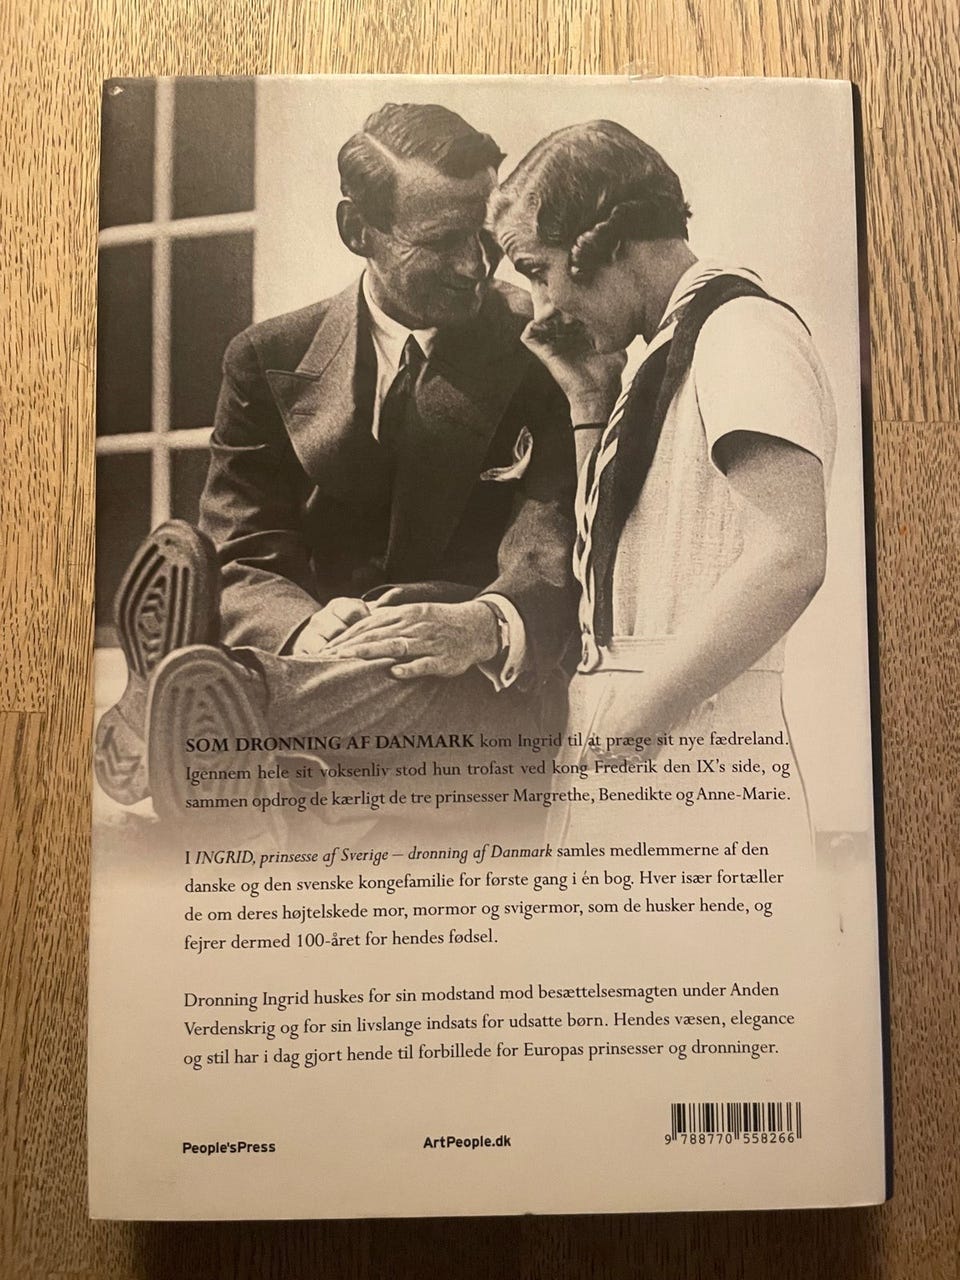 SOM DRONNING AF DANMARK kom Ingrid til at præge sit nye fædreland.
Igennem hele sit voksenliv stod hun trofast ved kong Frederik den IX's side, og
sammen opdrog de kærligt de tre prinsesser Margrethe, Benedikte og Anne-Marie.
I INGRID, prinsesse af Sverige – dronning af Danmark samles medlemmerne af den
danske og den svenske kongefamilie for første gang i én bog. Hver især fortæller
de om deres højtelskede mor, mormor og svigermor, som de husker hende, og
fejrer dermed 100-året for hendes fødsel.
Dronning Ingrid huskes for sin modstand mod besættelsesmagten under Anden
Verdenskrig og for sin livslange indsats for udsatte børn. Hendes væsen, elegance
og stil har i dag gjort hende til forbillede for Europas prinsesser og dronninger.
People'sPress
ArtPeople.dk
9 788770 558266